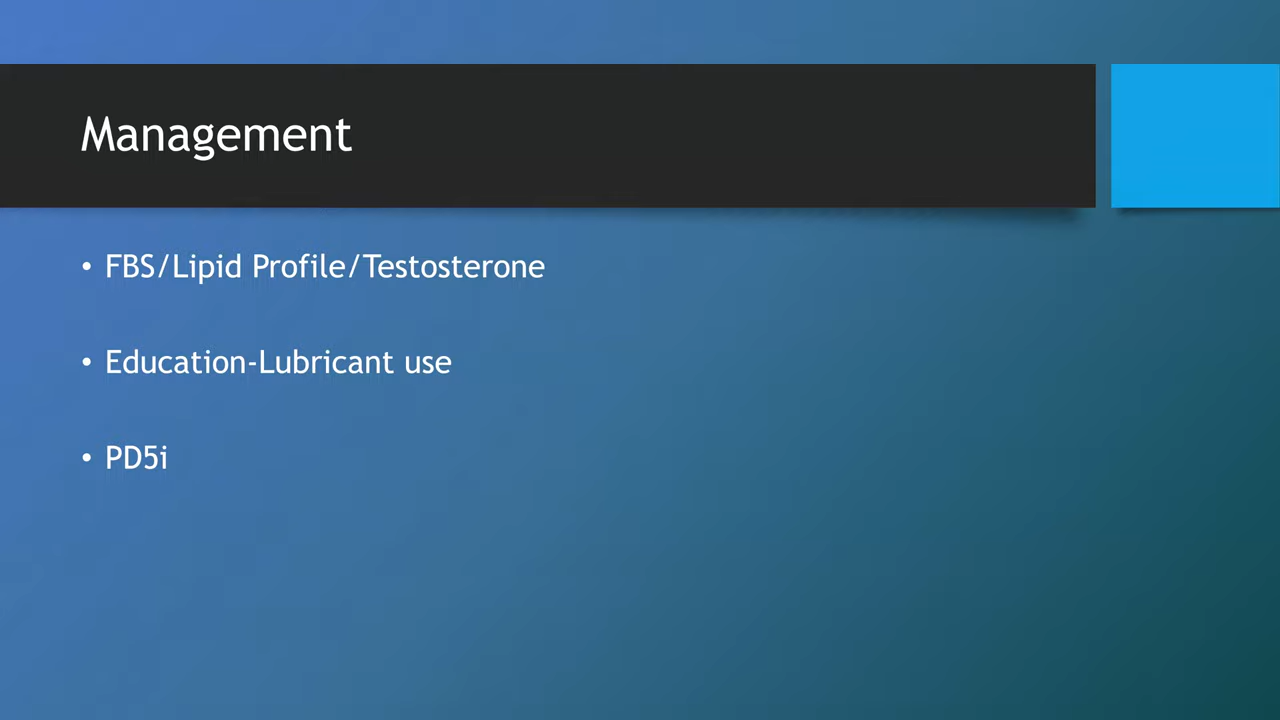 Management
• FBS/Lipid Profile/Testosterone
• Education-Lubricant use
• PD5i